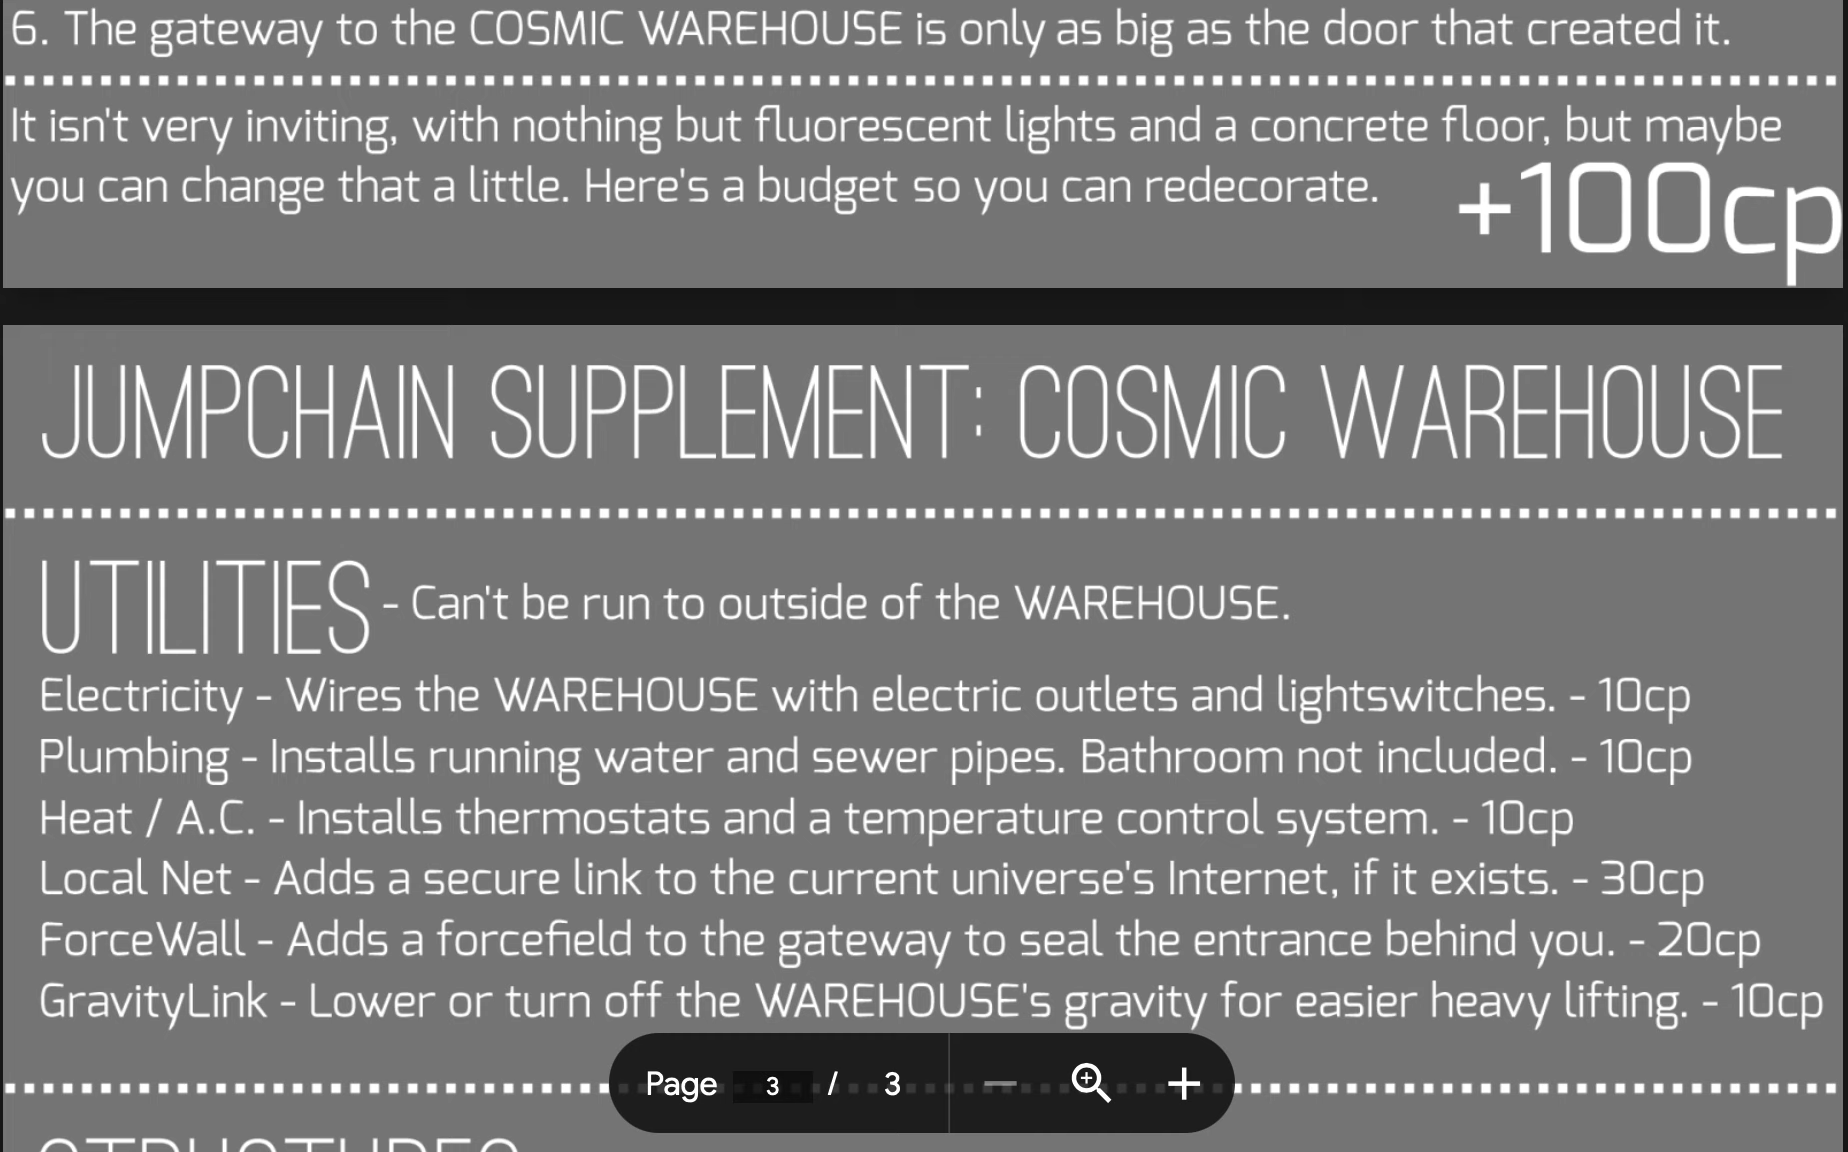 6. The gateway to the COSMIC WAREHOUSE is only as big as the door that created it.
It isn't very inviting, with nothing but fluorescent lights and a concrete floor, but maybe
you can change that a little. Here's a budget so you can redecorate.
+100cp
JUMPCHAIN SUPPLEMENT: COSMIC WAREHOUSE
UTILITIES - Can't be run to outside of the WAREHOUSE.
Electricity - Wires the WAREHOUSE with electric outlets and lightswitches. - 10cp
Plumbing - Installs running water and sewer pipes. Bathroom not included. - 10cp
Heat / A.C. - Installs thermostats and a temperature control system. - 10cp
Local Net - Adds a secure link to the current universe's Internet, if it exists. - 30cp
ForceWall - Adds a forcefield to the gateway to seal the entrance behind you. - 20cp
GravityLink - Lower or turn off the WAREHOUSE's gravity for easier heavy lifting. - 10cp
Page 3 / 3
STRUCTURES